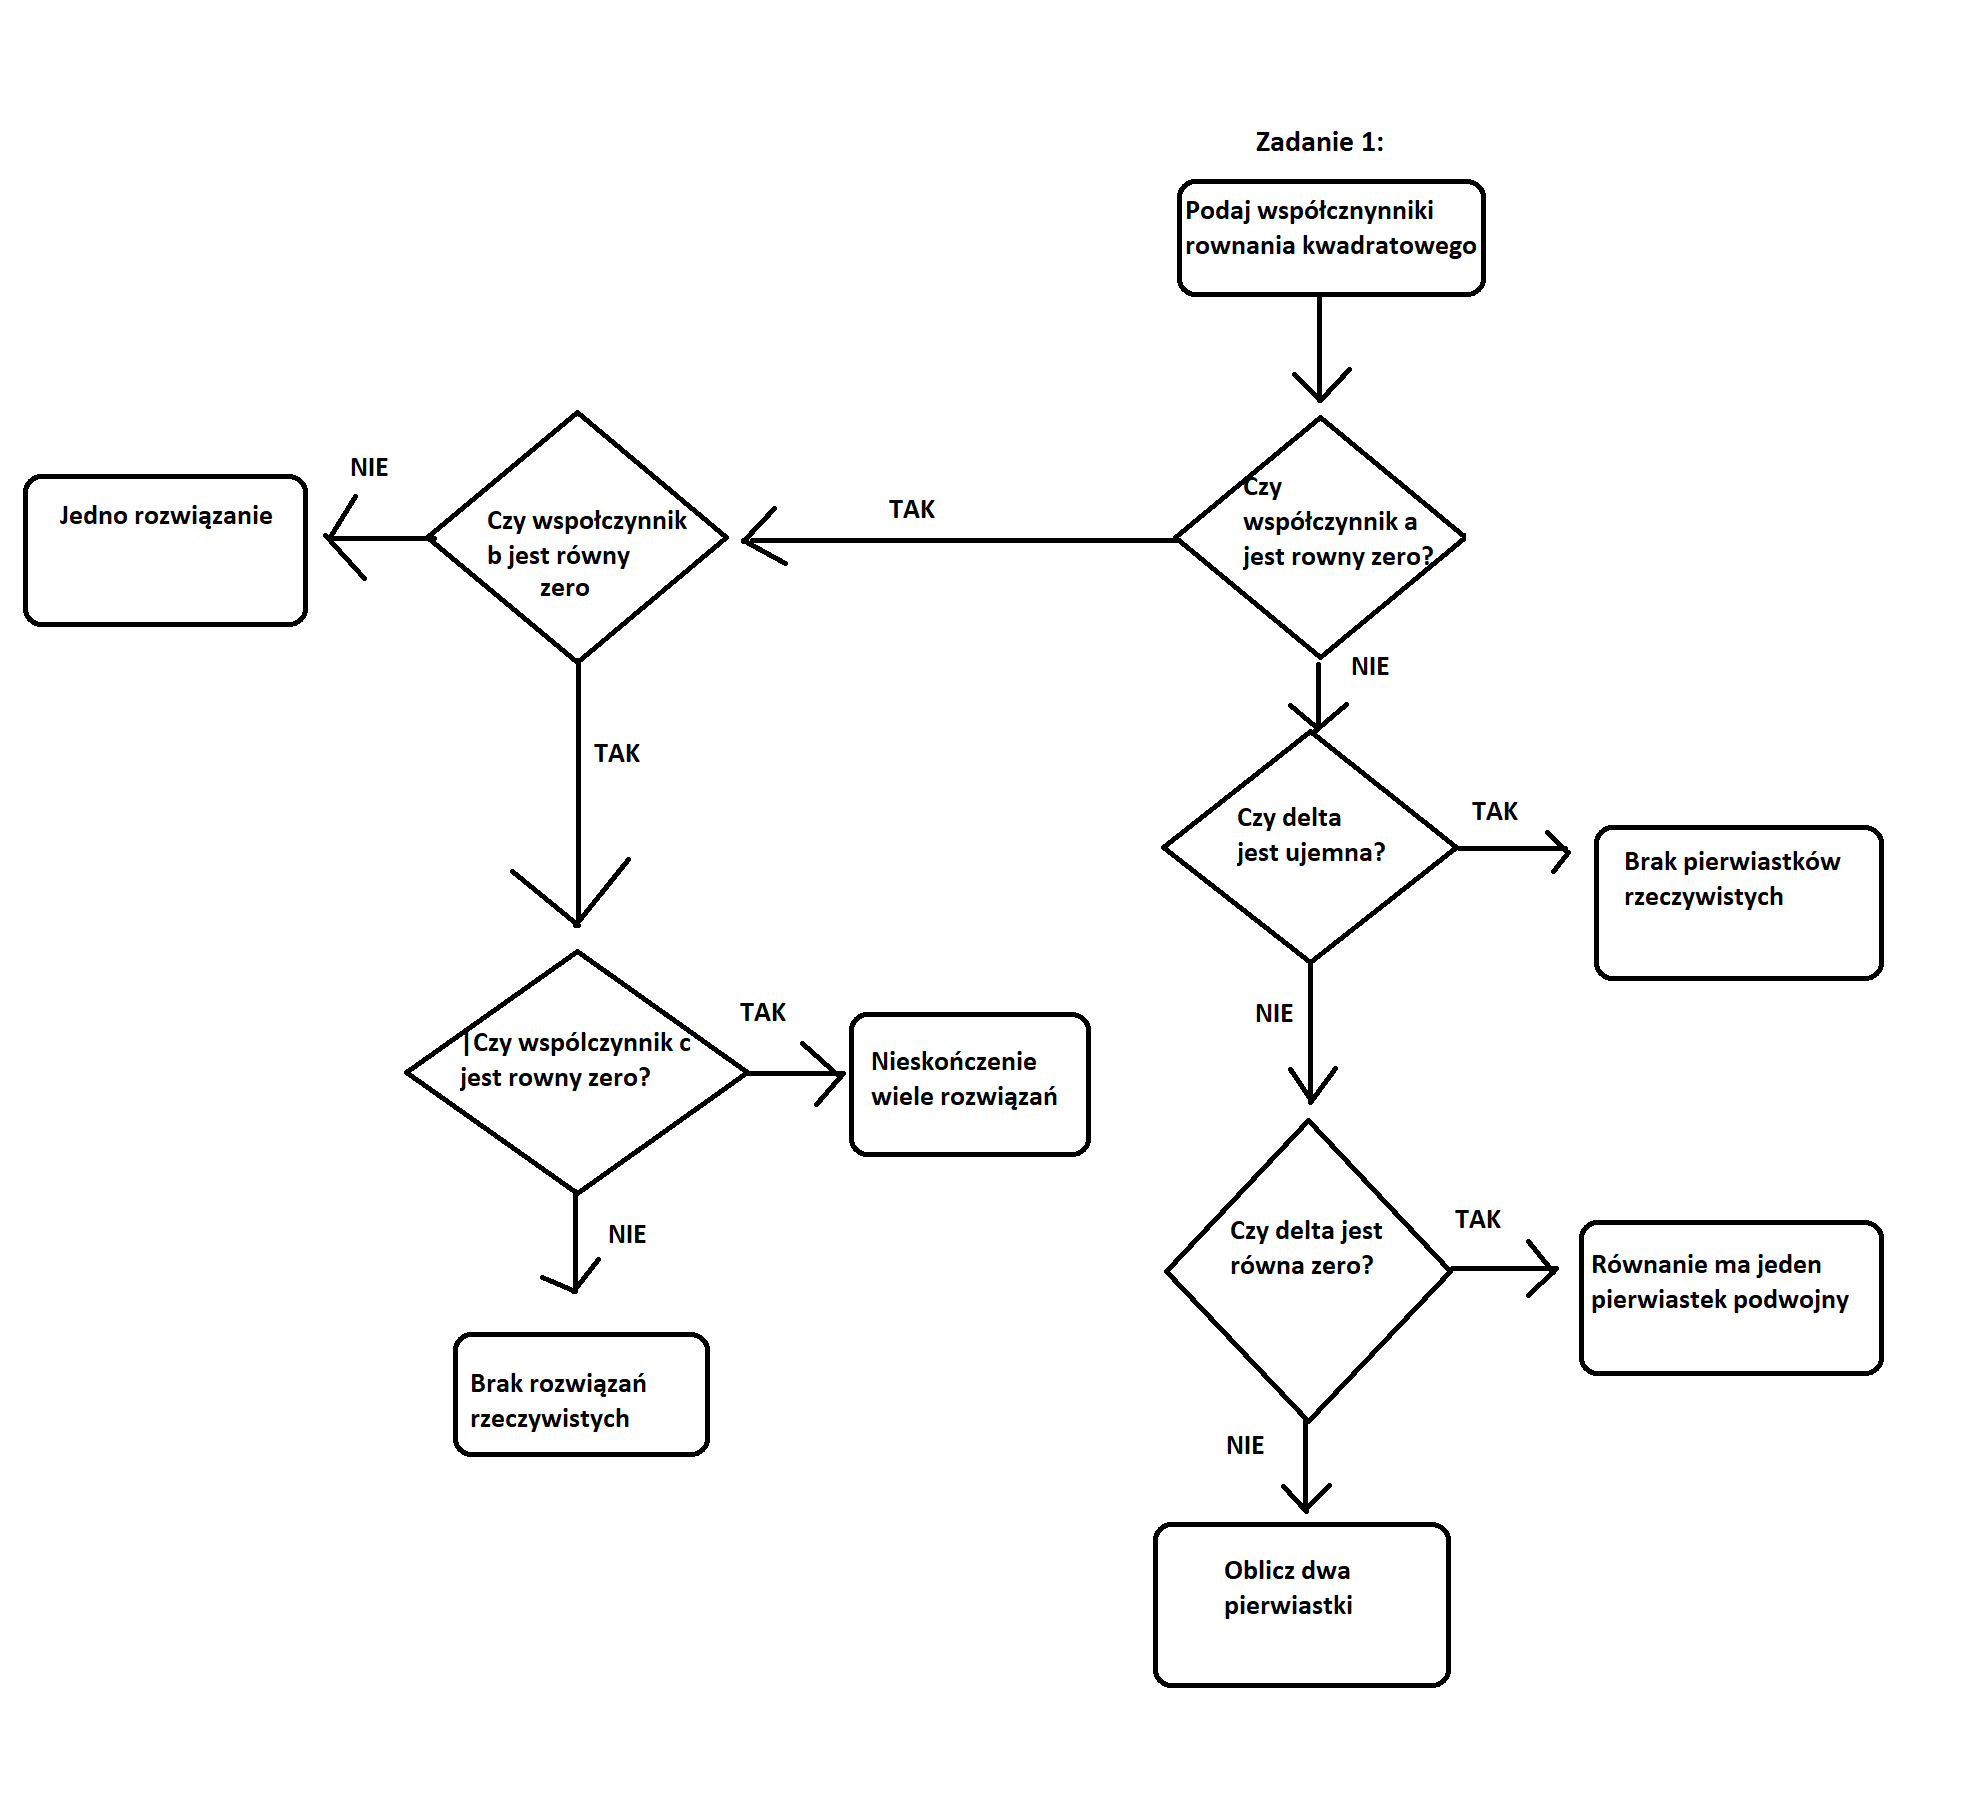 Zadanie 1:
Podaj współcznynniki
rownania kwadratowego
Czy
współczynnik a
jest rowny zero?
TAK
NIE
Czy wspołczynnik
b jest równy
zero
NIE
Jedno rozwiązanie
TAK
|Czy wspólczynnik c
jest rowny zero?
TAK
Nieskończenie
wiele rozwiązań
NIE
Brak rozwiązań
rzeczywistych
Czy delta
jest ujemna?
TAK
Brak pierwiastków
rzeczywistych
NIE
Czy delta jest
równa zero?
TAK
Równanie ma jeden
pierwiastek podwojny
NIE
Oblicz dwa
pierwiastki